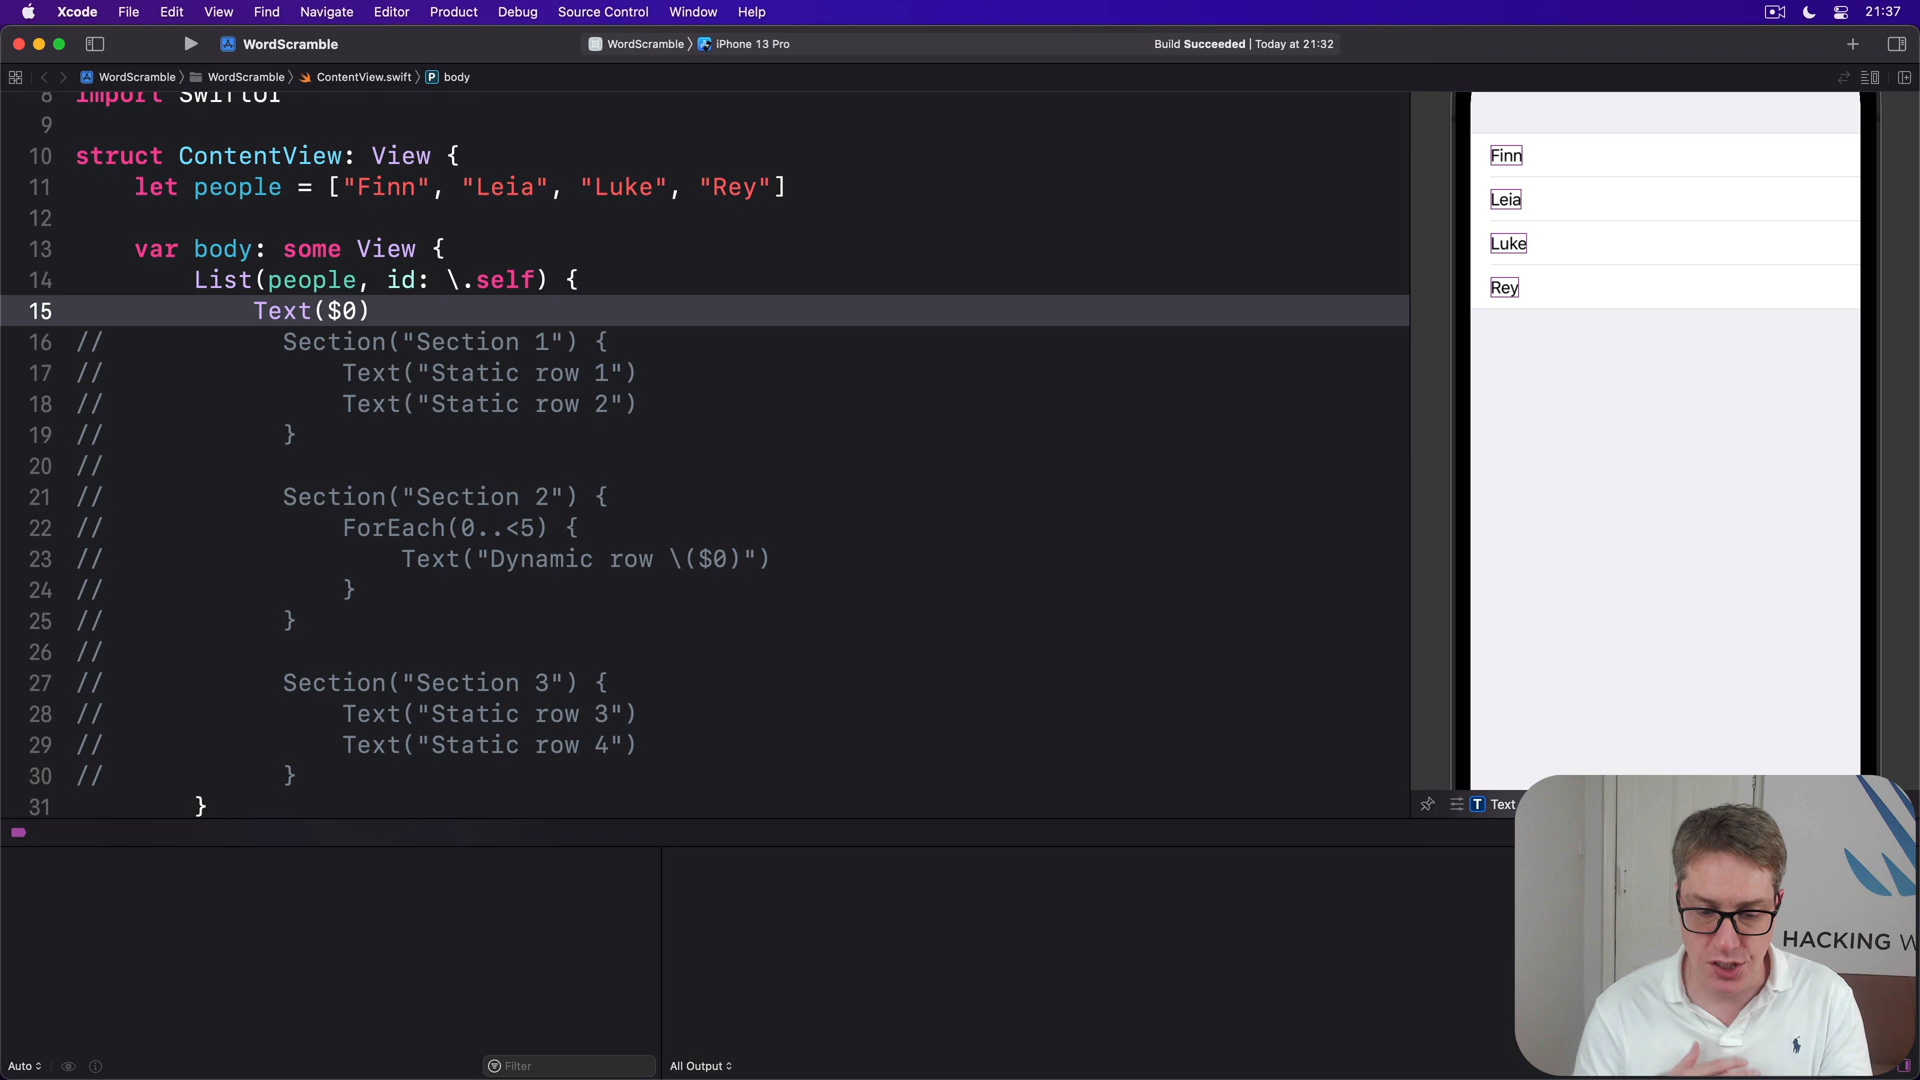 Xcode File Edit View Find Navigate Editor Product Debug Source Control Window Help 21:37
WordScramble WordScramble iPhone 13 Pro Build Succeeded | Today at 21:32
WordScramble WordScramble ContentView.swift P body
8 import SwiftUI
9
10 struct ContentView: View {
11 let people = ["Finn", "Leia", "Luke", "Rey"]
12
13 var body: some View {
14 List(people, id: \.self) {
15 Text($0)
16 // Section("Section 1") {
17 // Text("Static row 1")
18 // Text("Static row 2")
19 // }
20 //
21 // Section("Section 2") {
22 // ForEach(0..<5) {
23 // Text("Dynamic row \($0)")
24 // }
25 // }
26 //
27 // Section("Section 3") {
28 // Text("Static row 3")
29 // Text("Static row 4")
30 // }
31 }
Finn
Leia
Luke
Rey
T Text
HACKING W
Auto Filter All Output